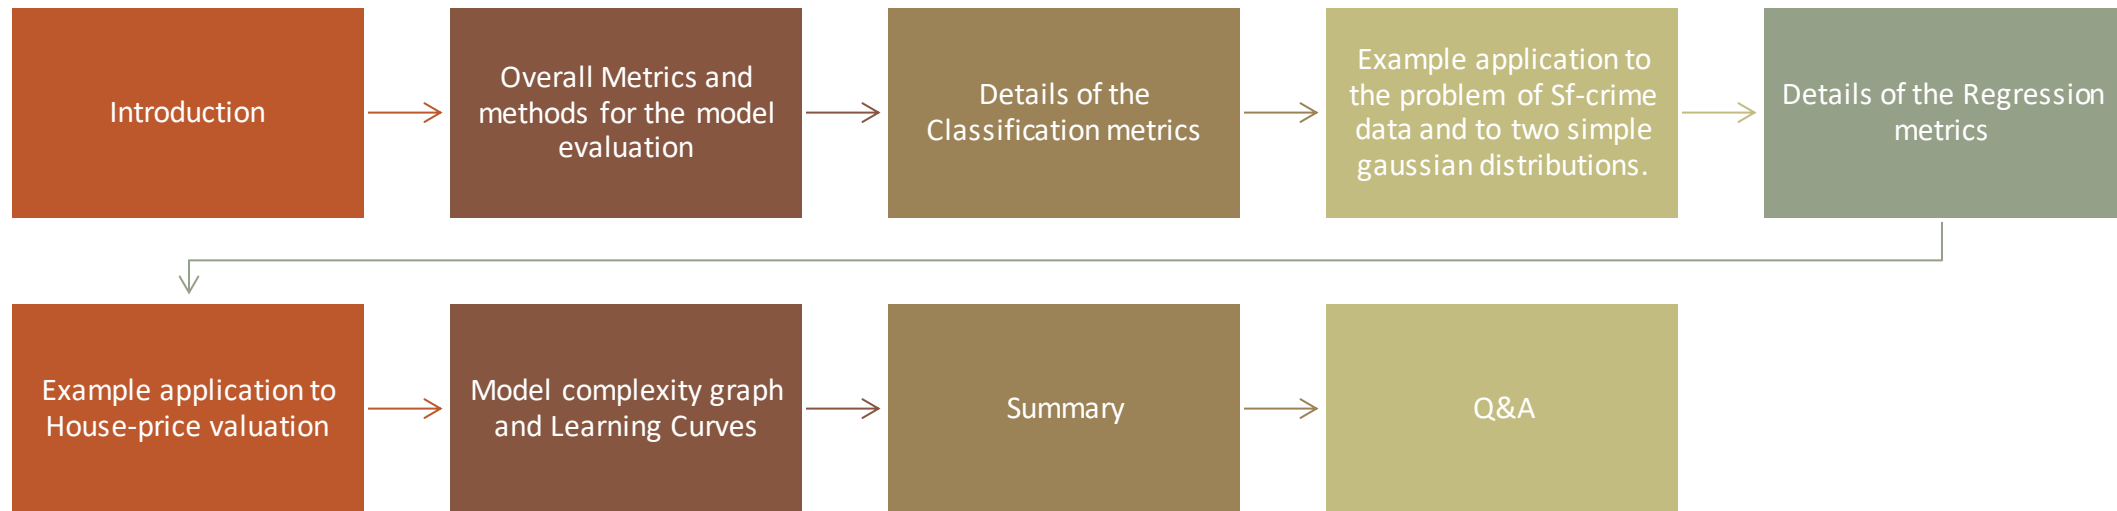 Introduction
Overall Metrics and
methods for the model
evaluation
Details of the
Classification metrics
Example application to
the problem of Sf-crime
data and to two simple
gaussian distributions.
Details of the Regression
metrics
Example application to
House-price valuation
Model complexity graph
and Learning Curves
Summary
Q&A